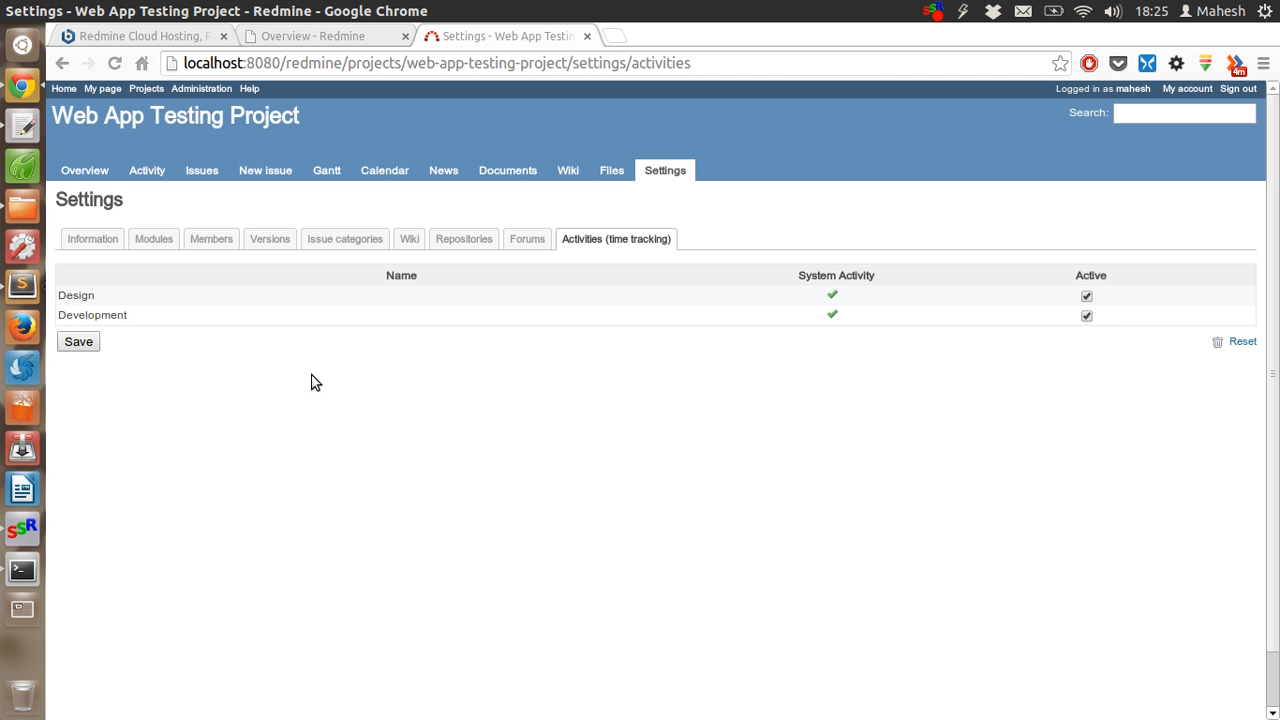 Settings - Web App Testing Project - Redmine - Google Chrome
18:25 Mahesh
Redmine Cloud Hosting, R
Overview - Redmine
Settings - Web App Testin
localhost:8080/redmine/projects/web-app-testing-project/settings/activities
4m
Home My page Projects Administration Help
Logged in as mahesh My account Sign out
Web App Testing Project
Search:
Overview Activity Issues New issue Gantt Calendar News Documents Wiki Files Settings
Settings
Information Modules Members Versions Issue categories Wiki Repositories Forums Activities (time tracking)
Name System Activity Active
Design
Development
Save
Reset